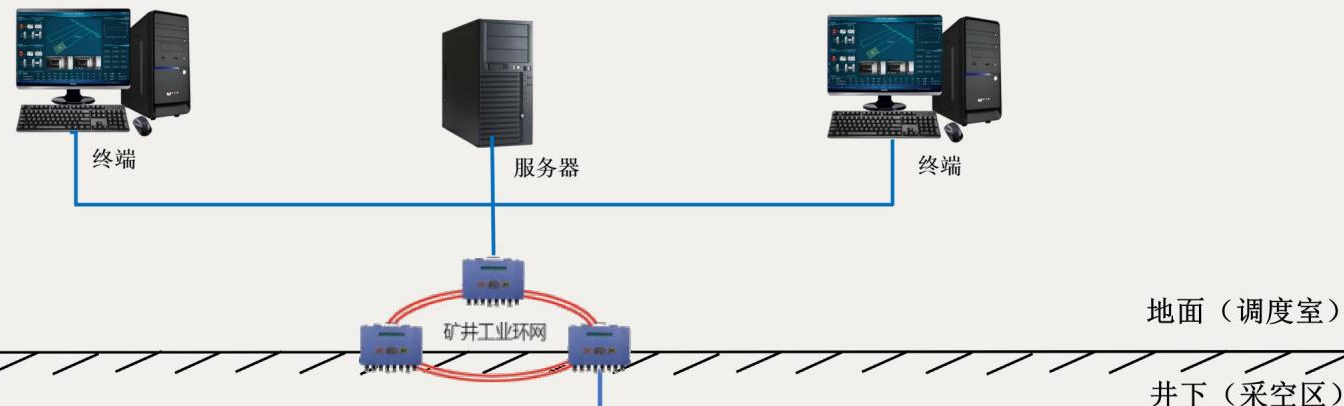 终端
服务器
终端
矿井工业环网
地面（调度室）
井下（采空区）